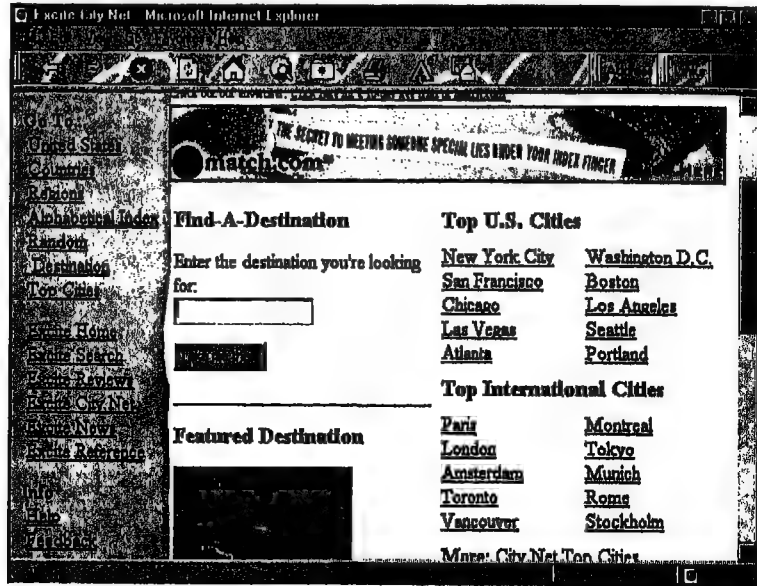 Excite City.Net - Microsoft Internet Explorer
Go To:
United States
Countries
Regions
Alphabetical Index
Random
Destination
Top Cities
Excite Home
Excite Search
Excite Reviews
Excite City.Net
Excite News
Excite Reference
Info
Help
Feedback
THE SECRET TO MEETING SOMEONE SPECIAL LIES UNDER YOUR INDEX FINGER
match.com
Find-A-Destination
Enter the destination you're looking
for:
Featured Destination
Top U.S. Cities
New York City Washington D.C.
San Francisco Boston
Chicago Los Angeles
Las Vegas Seattle
Atlanta Portland
Top International Cities
Paris Montreal
London Tokyo
Amsterdam Munich
Toronto Rome
Vancouver Stockholm
More: City.Net Top Cities